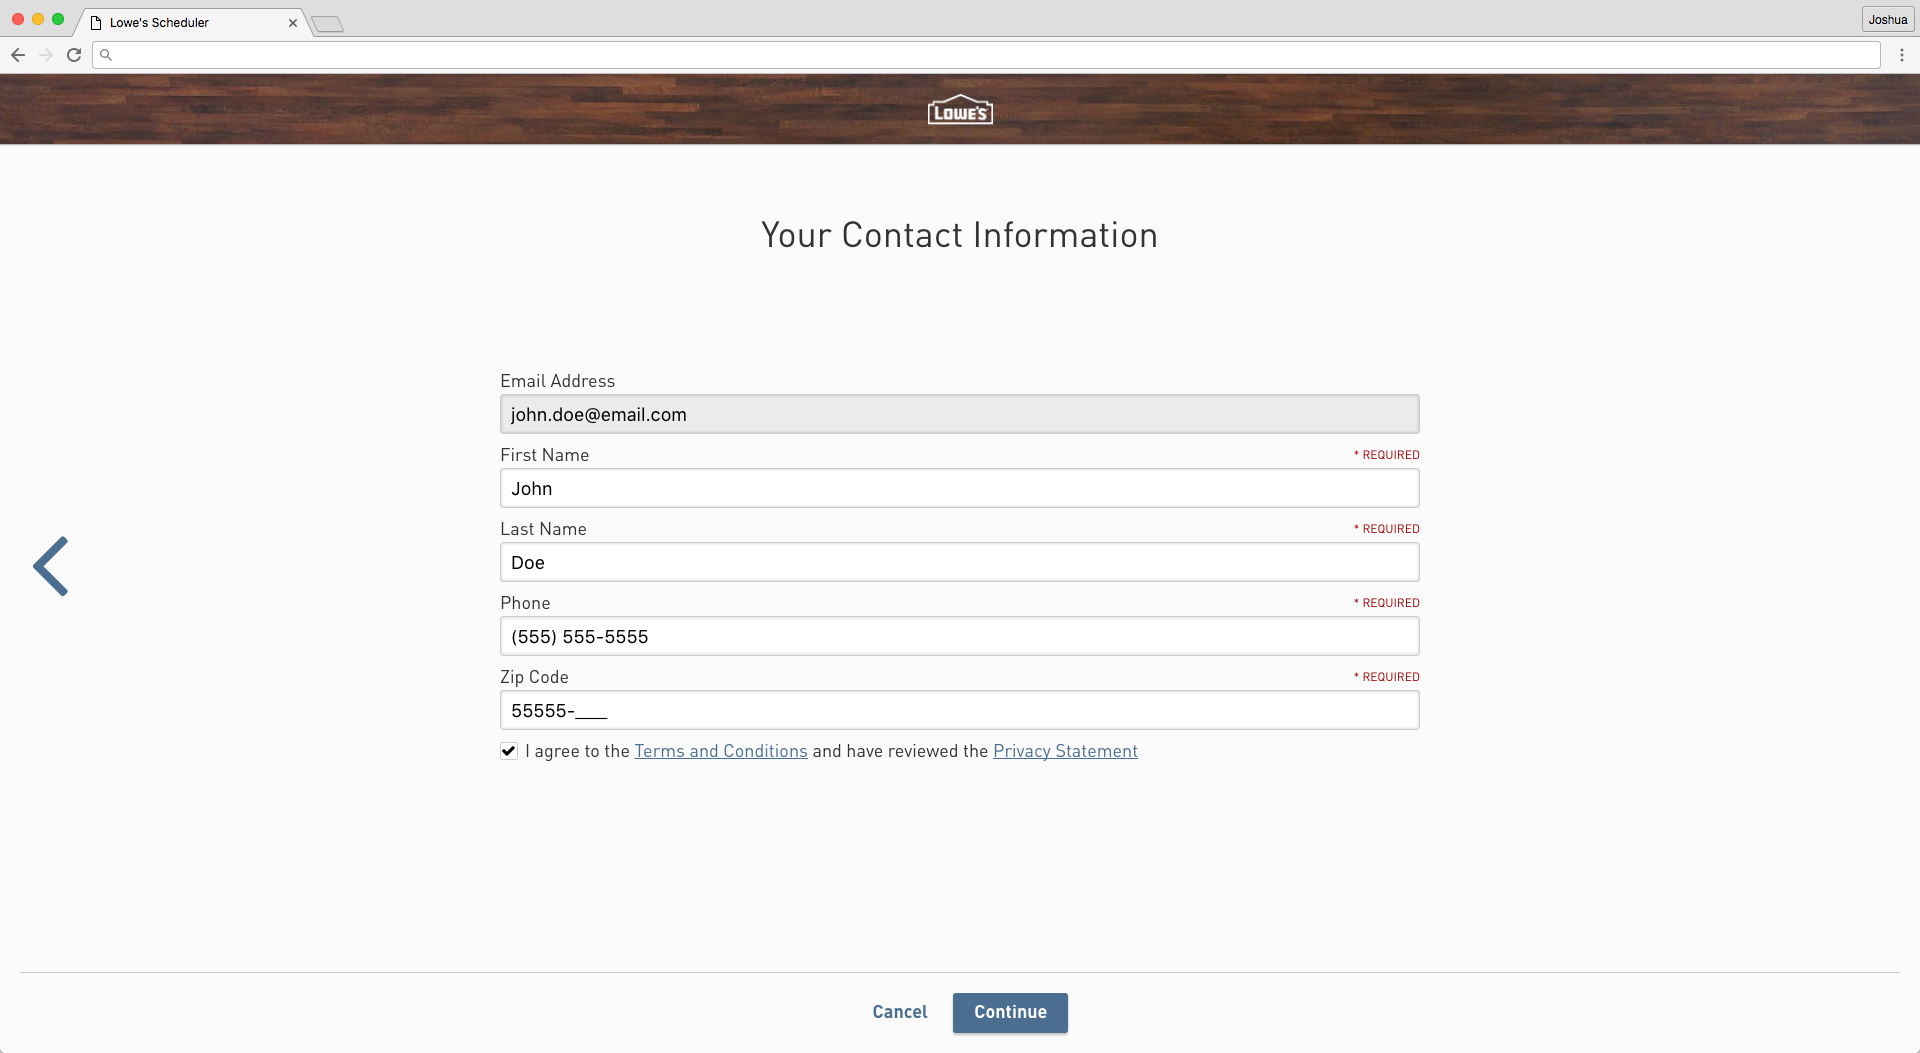 Lowe's Scheduler
Joshua
LOWE'S
Your Contact Information
Email Address
john.doe@email.com
First Name * REQUIRED
John
Last Name * REQUIRED
Doe
Phone * REQUIRED
(555) 555-5555
Zip Code * REQUIRED
55555-____
I agree to the Terms and Conditions and have reviewed the Privacy Statement
Cancel Continue